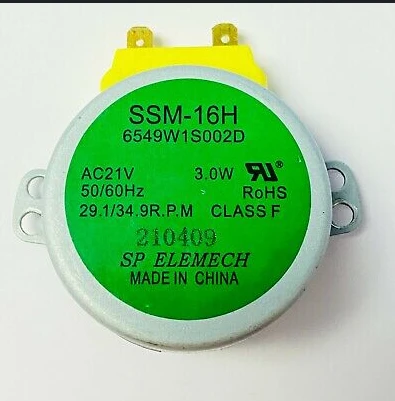 SSM-16H
6549W1S002D
AC21V 3.0W RU®
50/60Hz RoHS
29.1/34.9R.P.M CLASS F
210409
SP ELEMECH
MADE IN CHINA